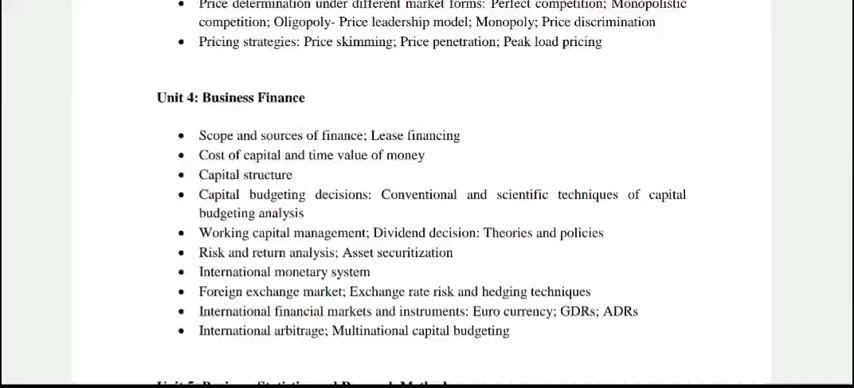 • Price determination under different market forms: Perfect competition; Monopolistic
competition; Oligopoly- Price leadership model; Monopoly; Price discrimination
• Pricing strategies: Price skimming; Price penetration; Peak load pricing
Unit 4: Business Finance
• Scope and sources of finance; Lease financing
• Cost of capital and time value of money
• Capital structure
• Capital budgeting decisions: Conventional and scientific techniques of capital
budgeting analysis
• Working capital management; Dividend decision: Theories and policies
• Risk and return analysis; Asset securitization
• International monetary system
• Foreign exchange market; Exchange rate risk and hedging techniques
• International financial markets and instruments: Euro currency; GDRs; ADRs
• International arbitrage; Multinational capital budgeting